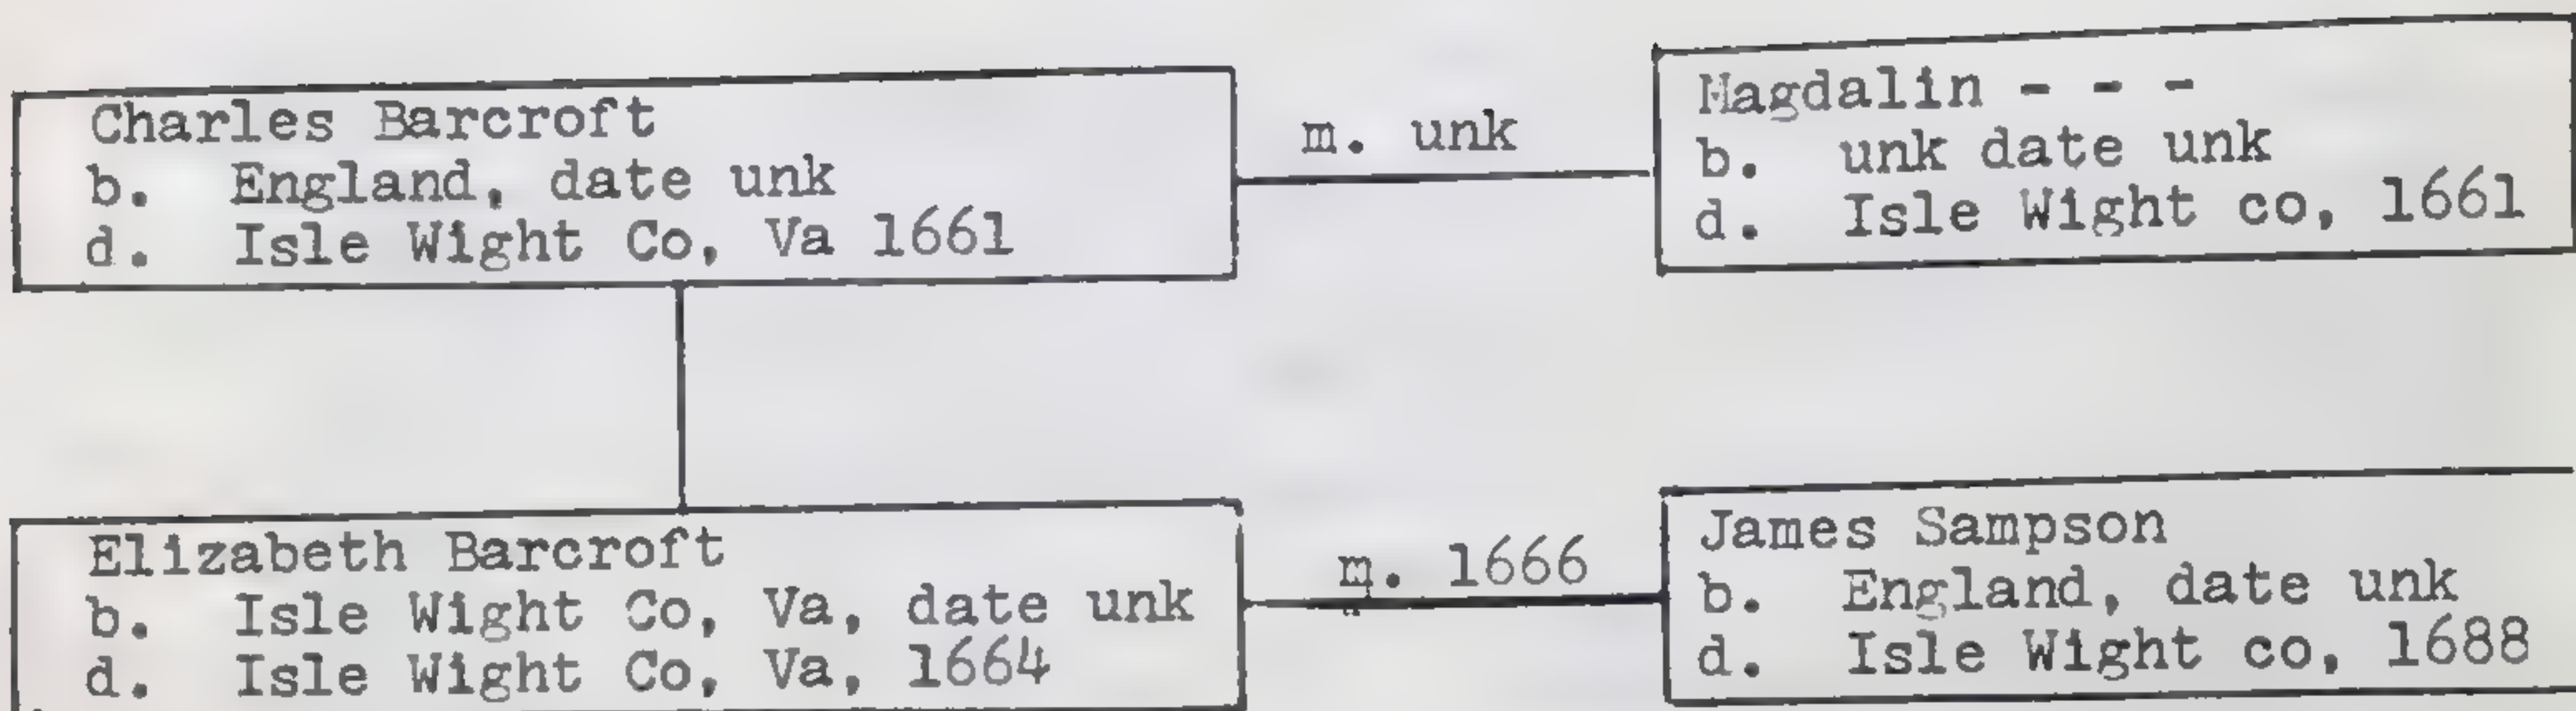 Charles Barcroft
b. England, date unk
d. Isle Wight Co, Va 1661
m. unk
Magdalin - - -
b. unk date unk
d. Isle Wight co, 1661
Elizabeth Barcroft
b. Isle Wight Co, Va, date unk
d. Isle Wight Co, Va, 1664
m. 1666
James Sampson
b. England, date unk
d. Isle Wight co, 1688